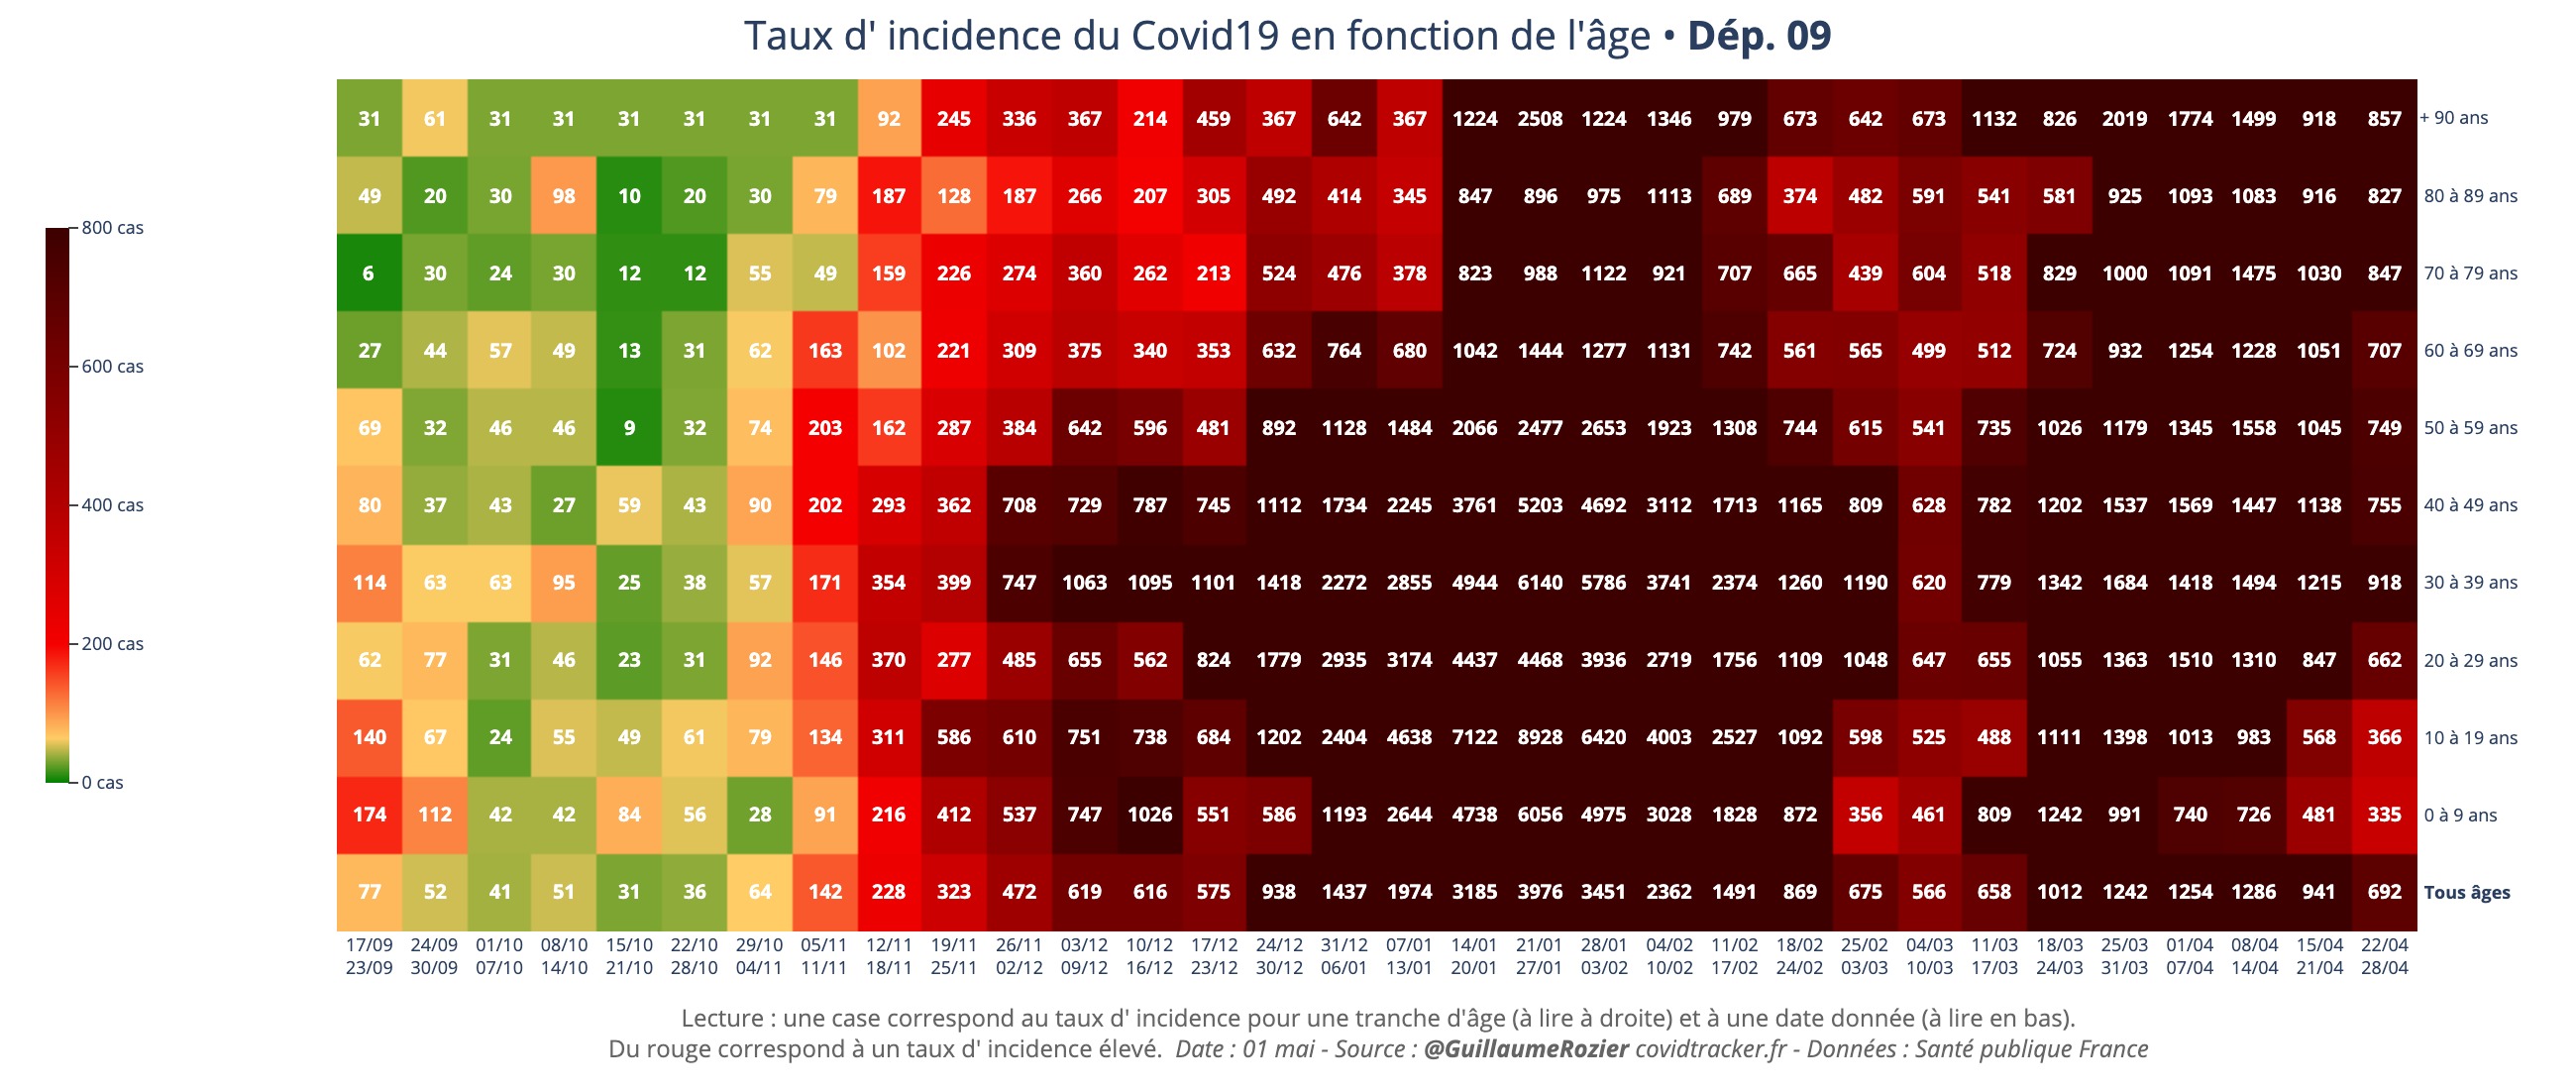 Taux d' incidence du Covid19 en fonction de l'âge • Dép. 09
800 cas
600 cas
400 cas
200 cas
0 cas
31 61 31 31 31 31 31 31 92 245 336 367 214 459 367 642 367 1224 2508 1224 1346 979 673 642 673 1132 826 2019 1774 1499 918 857 + 90 ans
49 20 30 98 10 20 30 79 187 128 187 266 207 305 492 414 345 847 896 975 1113 689 374 482 591 541 581 925 1093 1083 916 827 80 à 89 ans
6 30 24 30 12 12 55 49 159 226 274 360 262 213 524 476 378 823 988 1122 921 707 665 439 604 518 829 1000 1091 1475 1030 847 70 à 79 ans
27 44 57 49 13 31 62 163 102 221 309 375 340 353 632 764 680 1042 1444 1277 1131 742 561 565 499 512 724 932 1254 1228 1051 707 60 à 69 ans
69 32 46 46 9 32 74 203 162 287 384 642 596 481 892 1128 1484 2066 2477 2653 1923 1308 744 615 541 735 1026 1179 1345 1558 1045 749 50 à 59 ans
80 37 43 27 59 43 90 202 293 362 708 729 787 745 1112 1734 2245 3761 5203 4692 3112 1713 1165 809 628 782 1202 1537 1569 1447 1138 755 40 à 49 ans
114 63 63 95 25 38 57 171 354 399 747 1063 1095 1101 1418 2272 2855 4944 6140 5786 3741 2374 1260 1190 620 779 1342 1684 1418 1494 1215 918 30 à 39 ans
62 77 31 46 23 31 92 146 370 277 485 655 562 824 1779 2935 3174 4437 4468 3936 2719 1756 1109 1048 647 655 1055 1363 1510 1310 847 662 20 à 29 ans
140 67 24 55 49 61 79 134 311 586 610 751 738 684 1202 2404 4638 7122 8928 6420 4003 2527 1092 598 525 488 1111 1398 1013 983 568 366 10 à 19 ans
174 112 42 42 84 56 28 91 216 412 537 747 1026 551 586 1193 2644 4738 6056 4975 3028 1828 872 356 461 809 1242 991 740 726 481 335 0 à 9 ans
77 52 41 51 31 36 64 142 228 323 472 619 616 575 938 1437 1974 3185 3976 3451 2362 1491 869 675 566 658 1012 1242 1254 1286 941 692 Tous âges
17/09 24/09 01/10 08/10 15/10 22/10 29/10 05/11 12/11 19/11 26/11 03/12 10/12 17/12 24/12 31/12 07/01 14/01 21/01 28/01 04/02 11/02 18/02 25/02 04/03 11/03 18/03 25/03 01/04 08/04 15/04 22/04
23/09 30/09 07/10 14/10 21/10 28/10 04/11 11/11 18/11 25/11 02/12 09/12 16/12 23/12 30/12 06/01 13/01 20/01 27/01 03/02 10/02 17/02 24/02 03/03 10/03 17/03 24/03 31/03 07/04 14/04 21/04 28/04
Lecture : une case correspond au taux d' incidence pour une tranche d'âge (à lire à droite) et à une date donnée (à lire en bas).
Du rouge correspond à un taux d' incidence élevé. Date : 01 mai - Source : @GuillaumeRozier covidtracker.fr - Données : Santé publique France